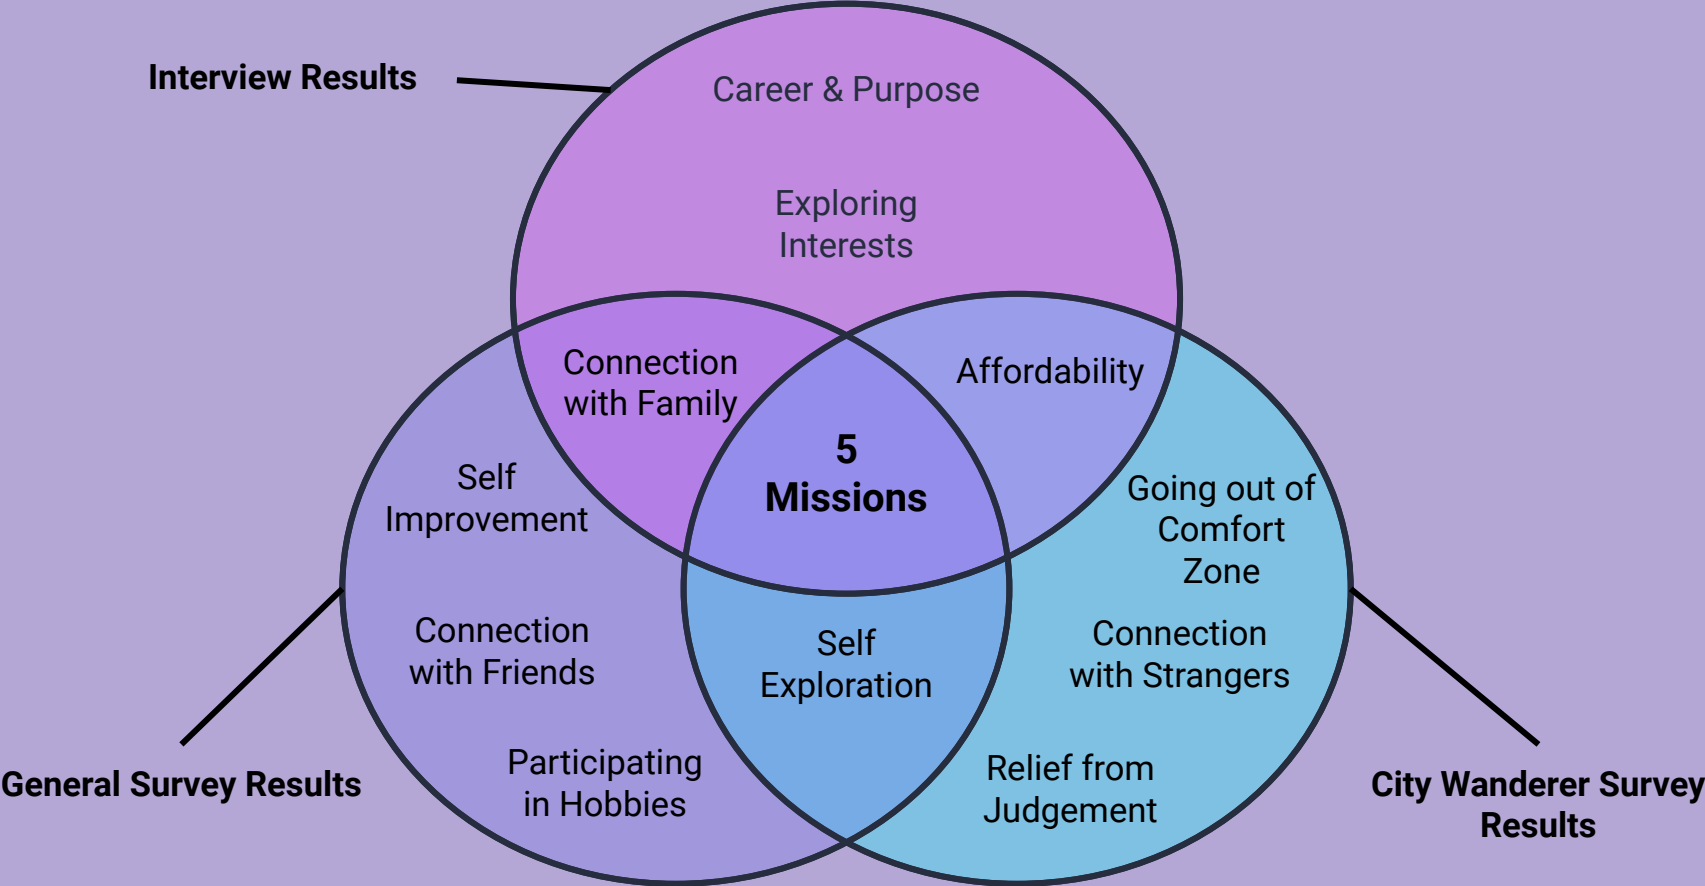 Interview Results
Career & Purpose
Exploring
Interests
Connection
with Family
Affordability
5
Missions
Self
Improvement
Going out of
Comfort
Zone
Connection
with Friends
Self
Exploration
Connection
with Strangers
Participating
in Hobbies
Relief from
Judgement
General Survey Results
City Wanderer Survey
Results